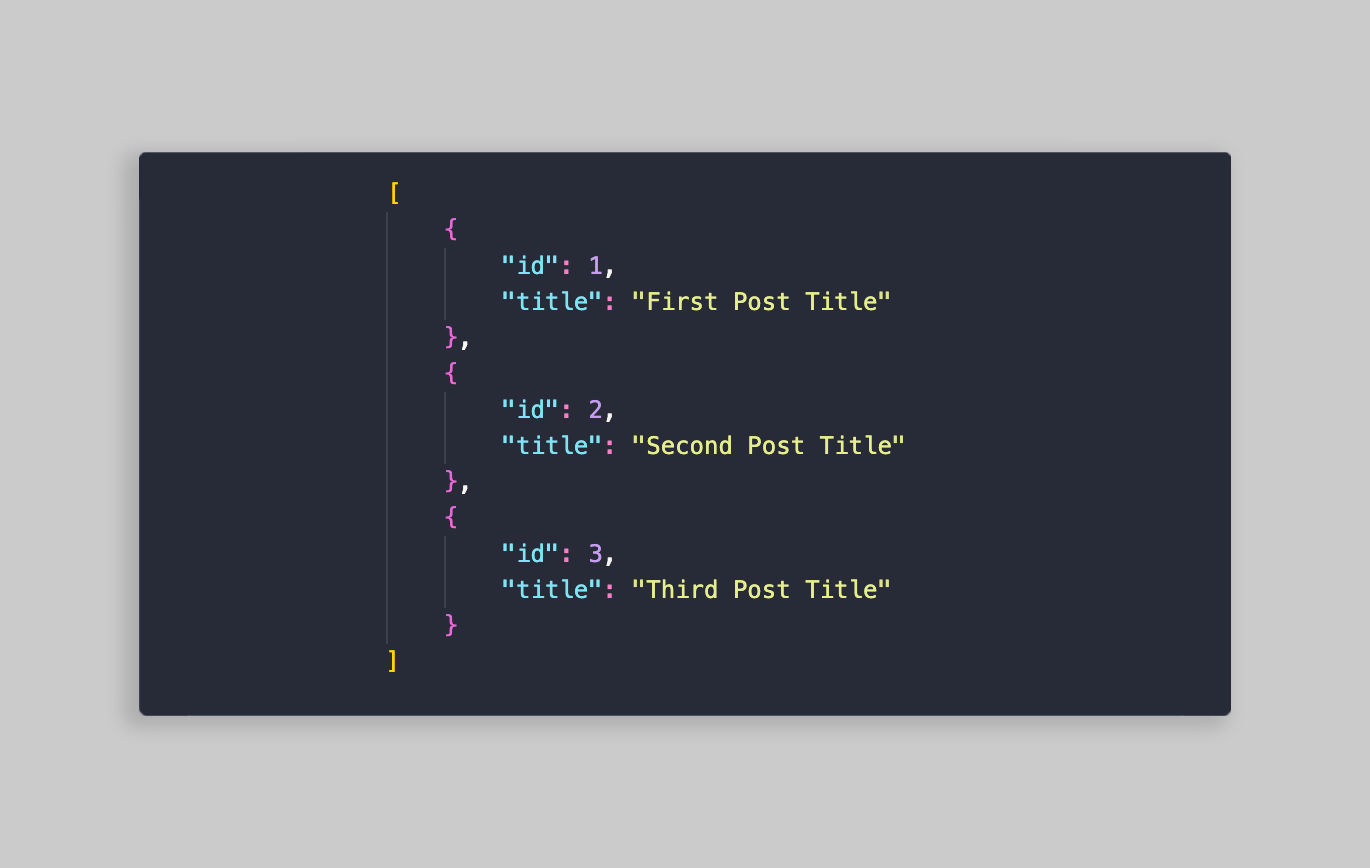 [
    {
        "id": 1,
        "title": "First Post Title"
    },
    {
        "id": 2,
        "title": "Second Post Title"
    },
    {
        "id": 3,
        "title": "Third Post Title"
    }
]